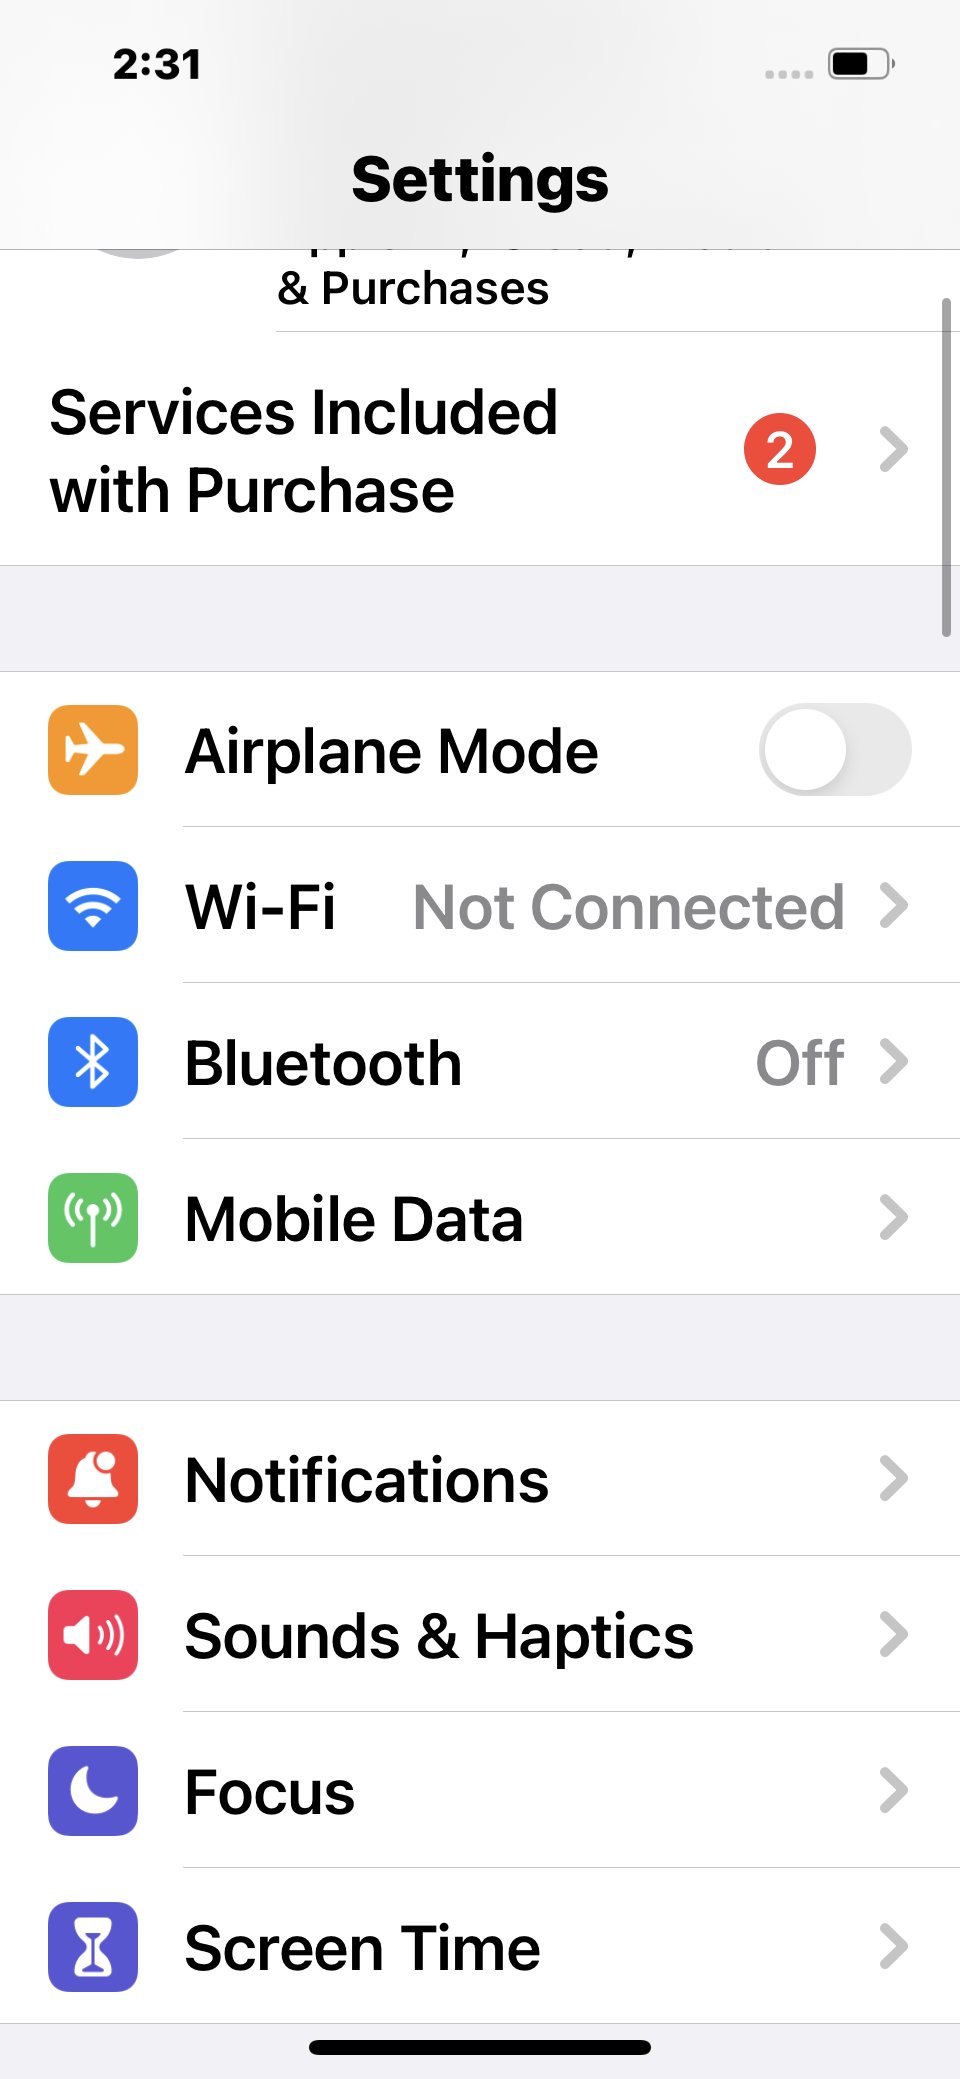 2:31
Settings
& Purchases
Services Included
with Purchase
2
Airplane Mode
Wi-Fi Not Connected
Bluetooth Off
Mobile Data
Notifications
Sounds & Haptics
Focus
Screen Time